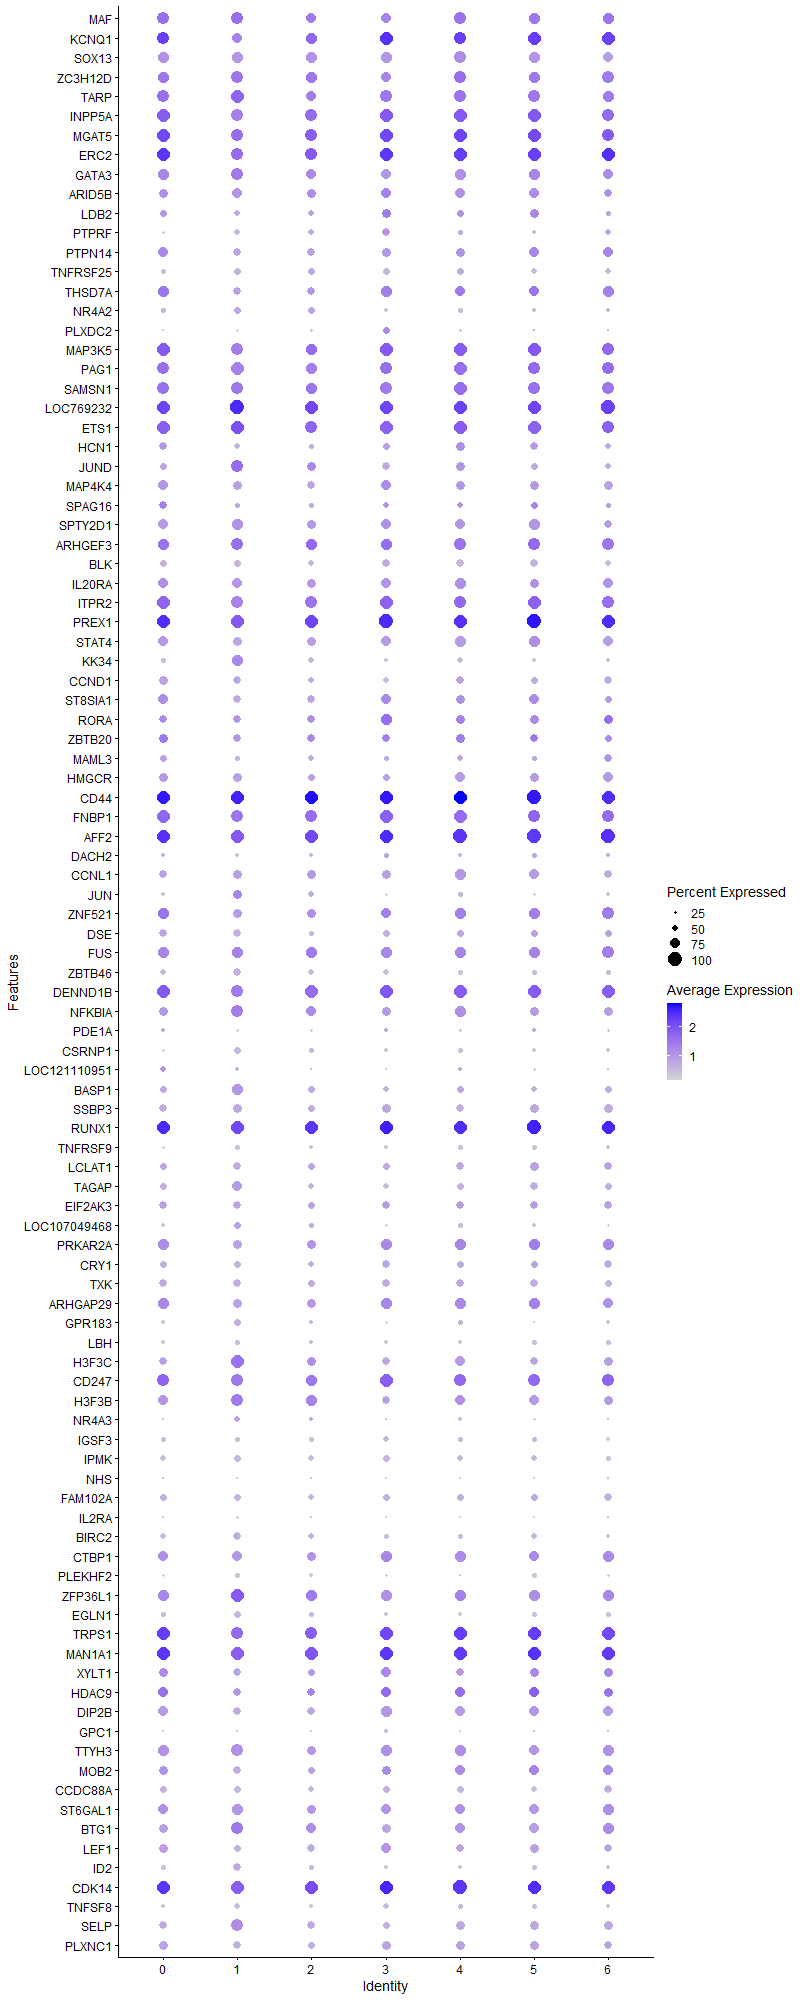 MAF
KCNQ1
SOX13
ZC3H12D
TARP
INPP5A
MGAT5
ERC2
GATA3
ARID5B
LDB2
PTPRF
PTPN14
TNFRSF25
THSD7A
NR4A2
PLXDC2
MAP3K5
PAG1
SAMSN1
LOC769232
ETS1
HCN1
JUND
MAP4K4
SPAG16
SPTY2D1
ARHGEF3
BLK
IL20RA
ITPR2
PREX1
STAT4
KK34
CCND1
ST8SIA1
RORA
ZBTB20
MAML3
HMGCR
CD44
FNBP1
AFF2
DACH2
CCNL1
JUN
ZNF521
DSE
FUS
ZBTB46
DENND1B
NFKBIA
PDE1A
CSRNP1
LOC121110951
BASP1
SSBP3
RUNX1
TNFRSF9
LCLAT1
TAGAP
EIF2AK3
LOC107049468
PRKAR2A
CRY1
TXK
ARHGAP29
GPR183
LBH
H3F3C
CD247
H3F3B
NR4A3
IGSF3
IPMK
NHS
FAM102A
IL2RA
BIRC2
CTBP1
PLEKHF2
ZFP36L1
EGLN1
TRPS1
MAN1A1
XYLT1
HDAC9
DIP2B
GPC1
TTYH3
MOB2
CCDC88A
ST6GAL1
BTG1
LEF1
ID2
CDK14
TNFSF8
SELP
PLXNC1
Features
0 1 2 3 4 5 6
Identity
Percent Expressed
25
50
75
100
Average Expression
2
1